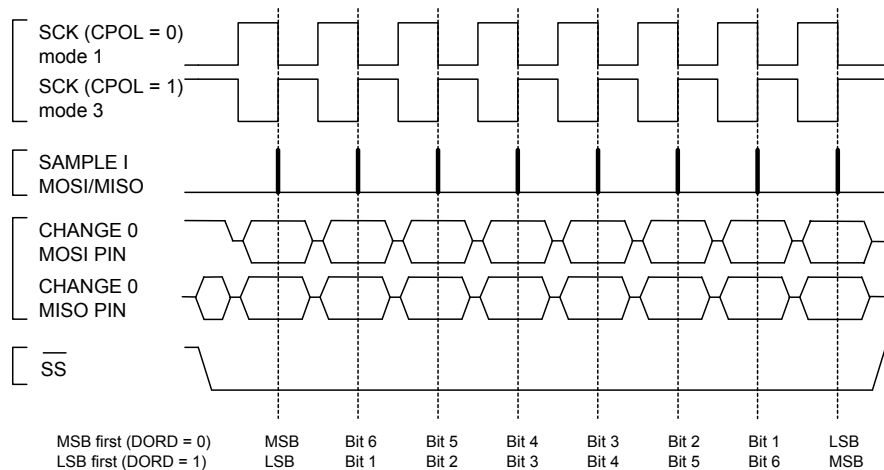 SCK (CPOL = 0)
mode 1
SCK (CPOL = 1)
mode 3
SAMPLE I
MOSI/MISO
CHANGE 0
MOSI PIN
CHANGE 0
MISO PIN
SS
MSB first (DORD = 0) MSB Bit 6 Bit 5 Bit 4 Bit 3 Bit 2 Bit 1 LSB
LSB first (DORD = 1) LSB Bit 1 Bit 2 Bit 3 Bit 4 Bit 5 Bit 6 MSB